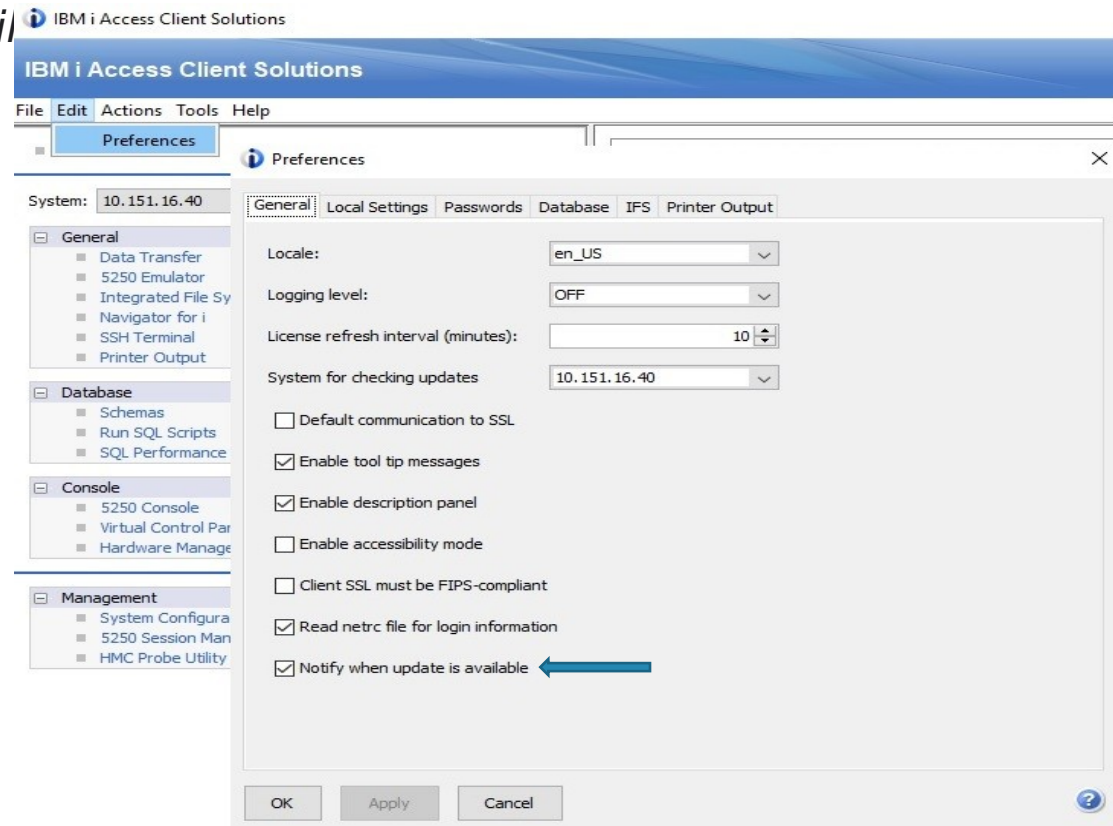 IBM i Access Client Solutions
IBM i Access Client Solutions
File Edit Actions Tools Help
Preferences
System: 10.151.16.40
General
Data Transfer
5250 Emulator
Integrated File Sy
Navigator for i
SSH Terminal
Printer Output
Database
Schemas
Run SQL Scripts
SQL Performance
Console
5250 Console
Virtual Control Par
Hardware Manage
Management
System Configura
5250 Session Man
HMC Probe Utility
Preferences
General Local Settings Passwords Database IFS Printer Output
Locale: en_US
Logging level: OFF
License refresh interval (minutes): 10
System for checking updates 10.151.16.40
Default communication to SSL
Enable tool tip messages
Enable description panel
Enable accessibility mode
Client SSL must be FIPS-compliant
Read netrc file for login information
Notify when update is available
OK Apply Cancel